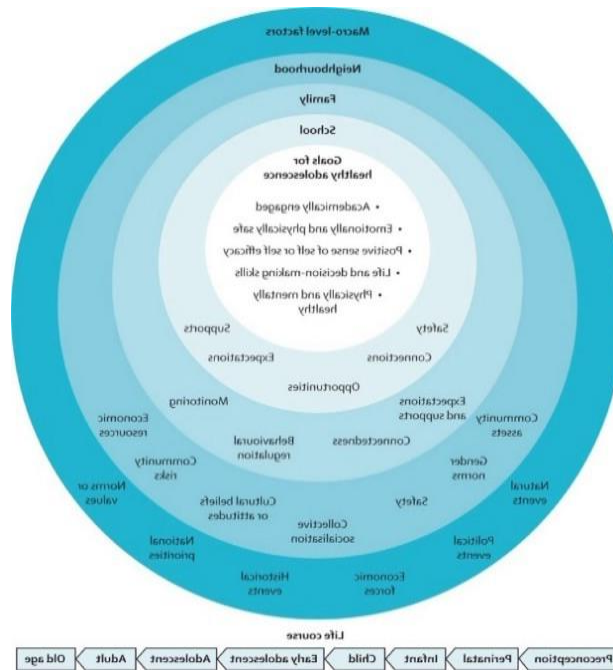 Macro-level factors
Neighbourhood
Family
School
Goals for
healthy adolescence
• Academically engaged
• Emotionally and physically safe
• Positive sense of self or self efficacy
• Life and decision-making skills
• Physically and mentally
healthy
Safety
Supports
Connections
Expectations
Opportunities
Expectations
and supports
Monitoring
Connectedness
Behavioural
regulation
Community
assets
Economic
resources
Gender
norms
Community
risks
Safety
Cultural beliefs
or attitudes
Collective
socialisation
Natural
events
Norms or
values
Political
events
National
priorities
Economic
forces
Historical
events
Life course
Preconception
Perinatal
Infant
Child
Early adolescent
Adolescent
Adult
Old age